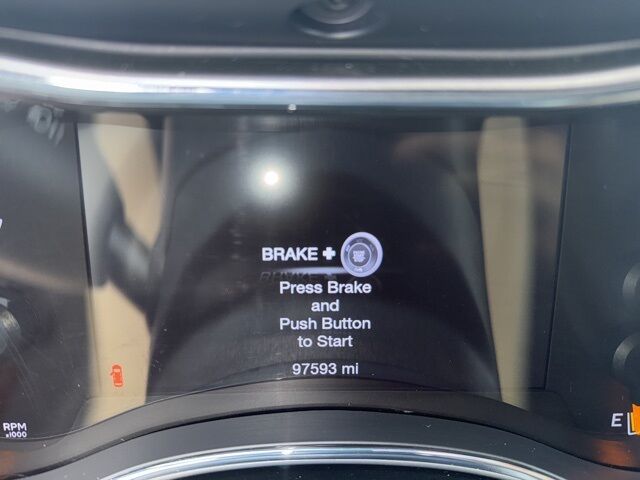 BRAKE +
Press Brake
and
Push Button
to Start
97593 mi
RPM
x1000
E